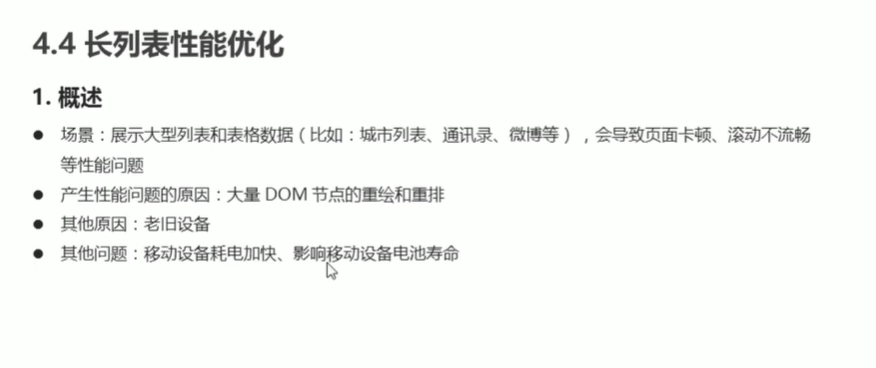 4.4 长列表性能优化
1. 概述
● 场景：展示大型列表和表格数据（比如：城市列表、通讯录、微博等），会导致页面卡顿、滚动不流畅
等性能问题
● 产生性能问题的原因：大量 DOM 节点的重绘和重排
● 其他原因：老旧设备
● 其他问题：移动设备耗电加快、影响移动设备电池寿命